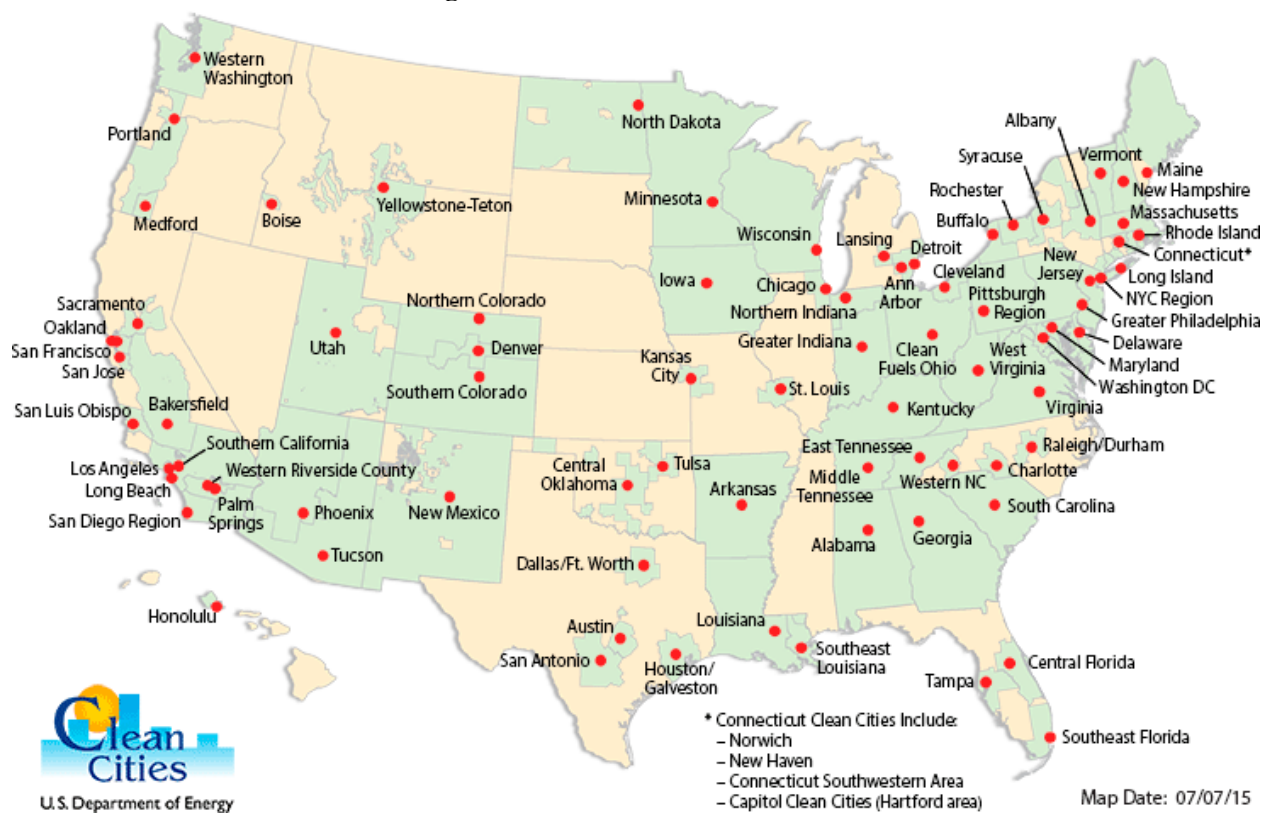 Western
Washington
Portland
Medford
Boise
Yellowstone-Teton
North Dakota
Minnesota
Wisconsin
Iowa
Chicago
Lansing
Detroit
Ann
Arbor
Northern Indiana
Greater Indiana
Cleveland
Clean
Fuels Ohio
Pittsburgh
Region
West
Virginia
Kentucky
Buffalo
Rochester
Syracuse
Albany
Vermont
Maine
New Hampshire
Massachusetts
Rhode Island
Connecticut*
Long Island
New
Jersey
NYC Region
Greater Philadelphia
Delaware
Maryland
Washington DC
Virginia
Sacramento
Oakland
San Francisco
San Jose
San Luis Obispo
Bakersfield
Southern California
Los Angeles
Western Riverside County
Long Beach
Palm
Springs
San Diego Region
Utah
Northern Colorado
Denver
Southern Colorado
Phoenix
Tucson
New Mexico
Kansas
City
St. Louis
Central
Oklahoma
Tulsa
Arkansas
East Tennessee
Middle
Tennessee
Western NC
Raleigh/Durham
Charlotte
South Carolina
Alabama
Georgia
Dallas/Ft. Worth
Austin
San Antonio
Houston/
Galveston
Louisiana
Southeast
Louisiana
Honolulu
Tampa
Central Florida
Southeast Florida
* Connecticut Clean Cities Include:
– Norwich
– New Haven
– Connecticut Southwestern Area
– Capitol Clean Cities (Hartford area)
Clean
Cities
U.S. Department of Energy
Map Date: 07/07/15